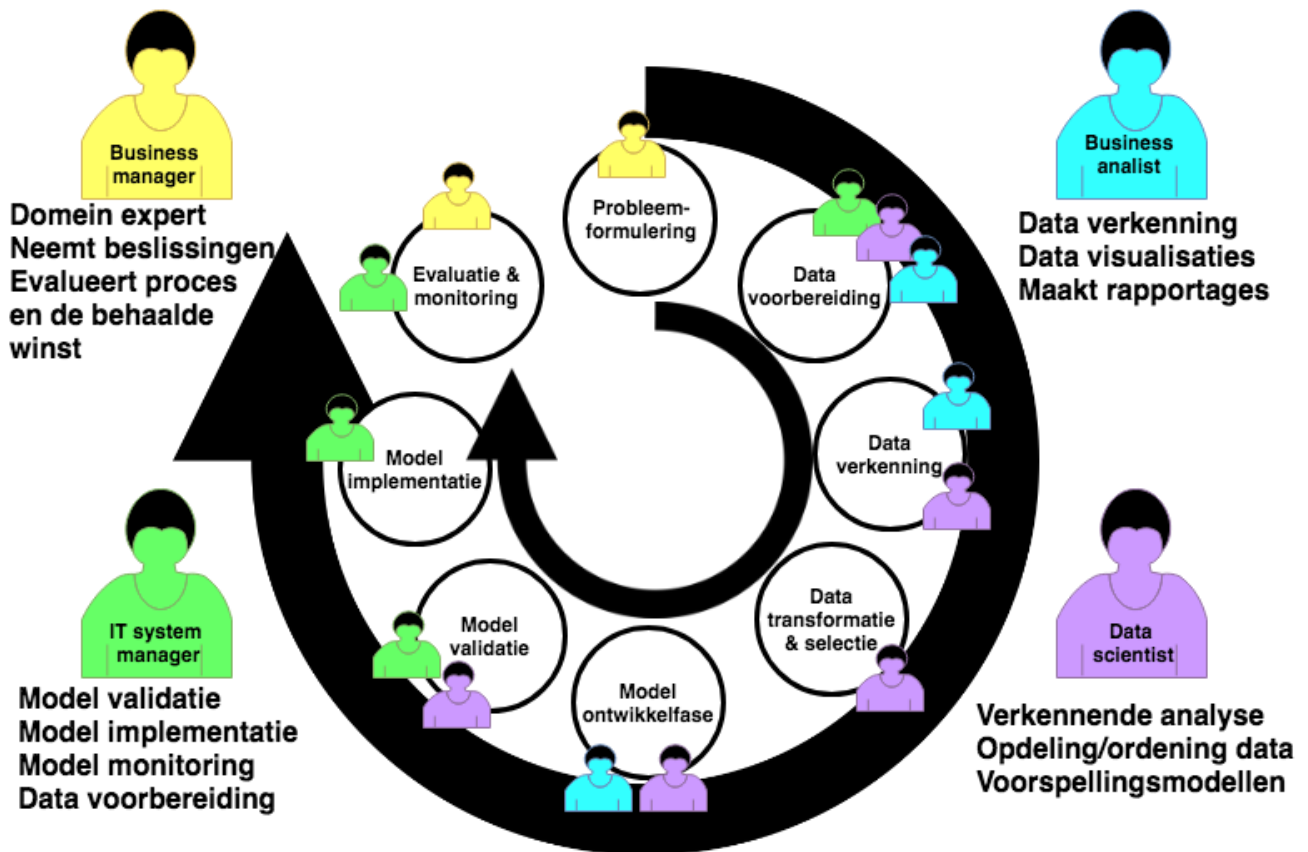 Business
manager
Domein expert
Neemt beslissingen
Evalueert proces
en de behaalde
winst
Business
analist
Data verkenning
Data visualisaties
Maakt rapportages
Probleem-
formulering
Data
voorbereiding
Data
verkenning
Data
transformatie
& selectie
Model
ontwikkelfase
Model
validatie
Model
implementatie
Evaluatie &
monitoring
IT system
manager
Model validatie
Model implementatie
Model monitoring
Data voorbereiding
Data
scientist
Verkennende analyse
Opdeling/ordening data
Voorspellingsmodellen